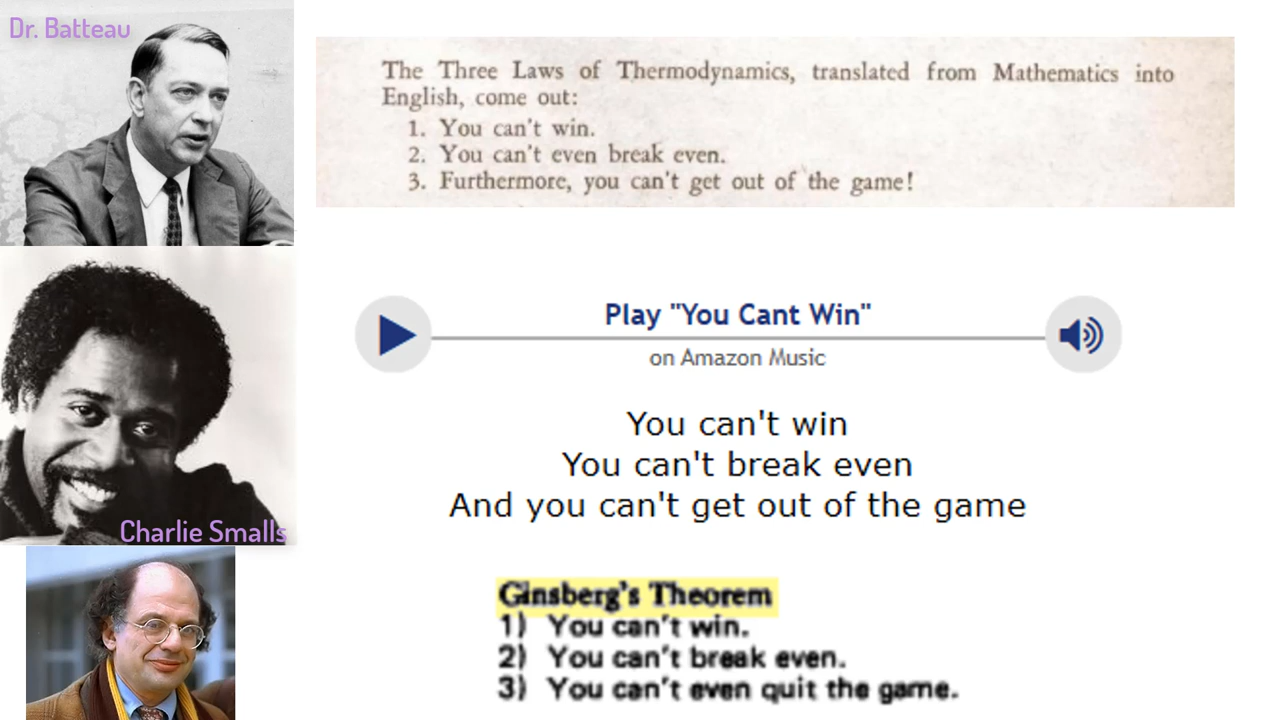 Dr. Batteau
The Three Laws of Thermodynamics, translated from Mathematics into
English, come out:
1. You can't win.
2. You can't even break even.
3. Furthermore, you can't get out of the game!
Play "You Cant Win"
on Amazon Music
You can't win
You can't break even
And you can't get out of the game
Charlie Smalls
Ginsberg's Theorem
1) You can't win.
2) You can't break even.
3) You can't even quit the game.